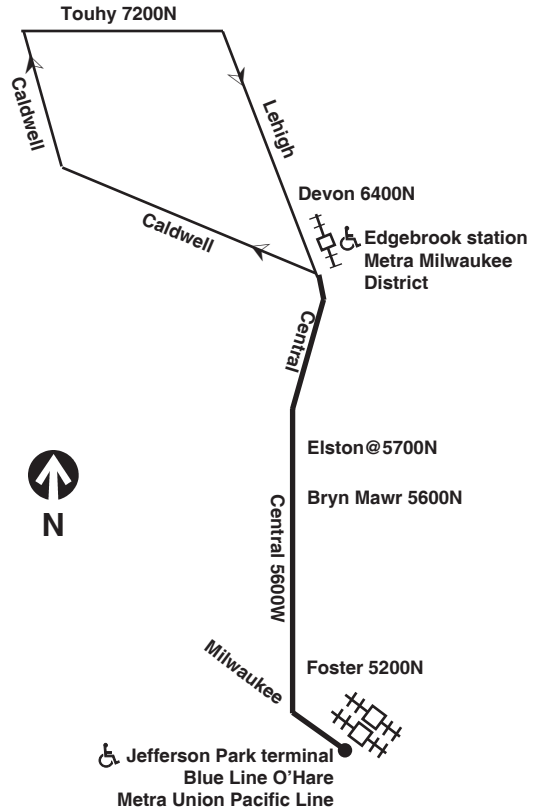 Touhy 7200N
Caldwell
Lehigh
Devon 6400N
Caldwell
Edgebrook station
Metra Milwaukee
District
Central
Elston@5700N
Bryn Mawr 5600N
N
Central 5600W
Foster 5200N
Milwaukee
Jefferson Park terminal
Blue Line O'Hare
Metra Union Pacific Line